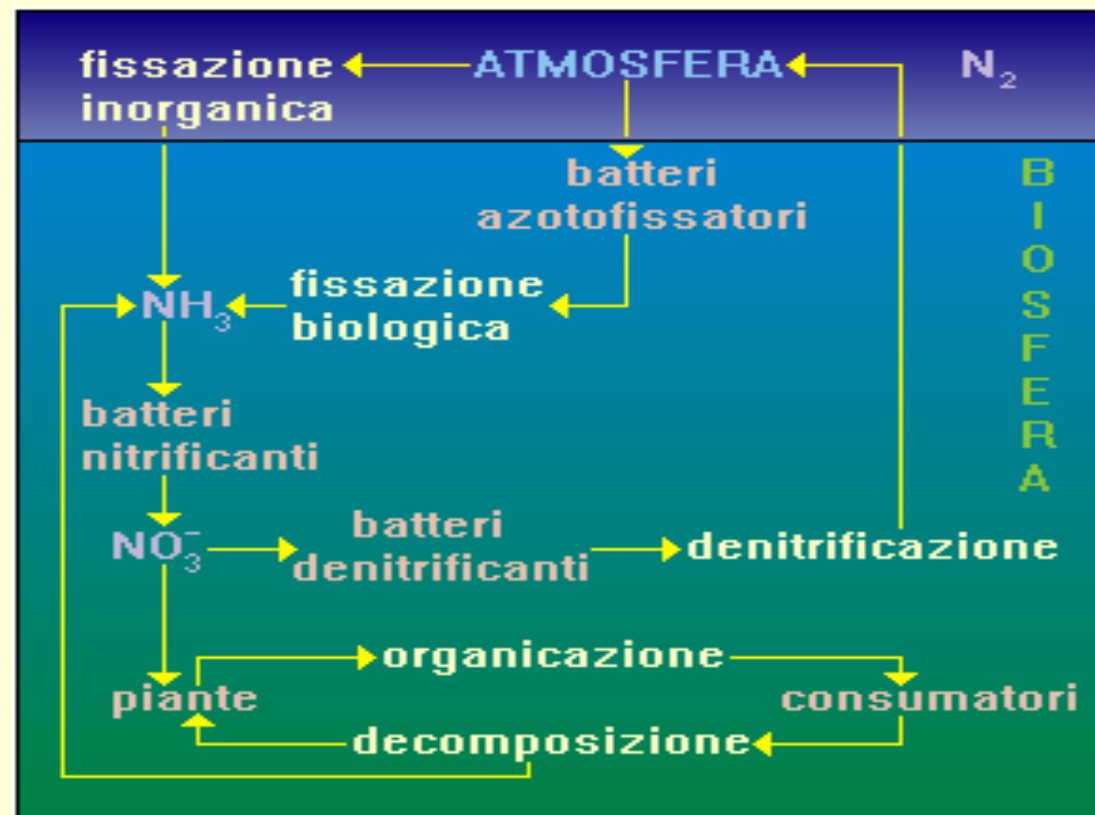 fissazione
inorganica
ATMOSFERA
N₂
batteri
azotofissatori
BIOSFERA
fissazione
biologica
NH₃
batteri
nitrificanti
NO₃⁻
batteri
denitrificanti
denitrificazione
organicazione
piante
consumatori
decomposizione